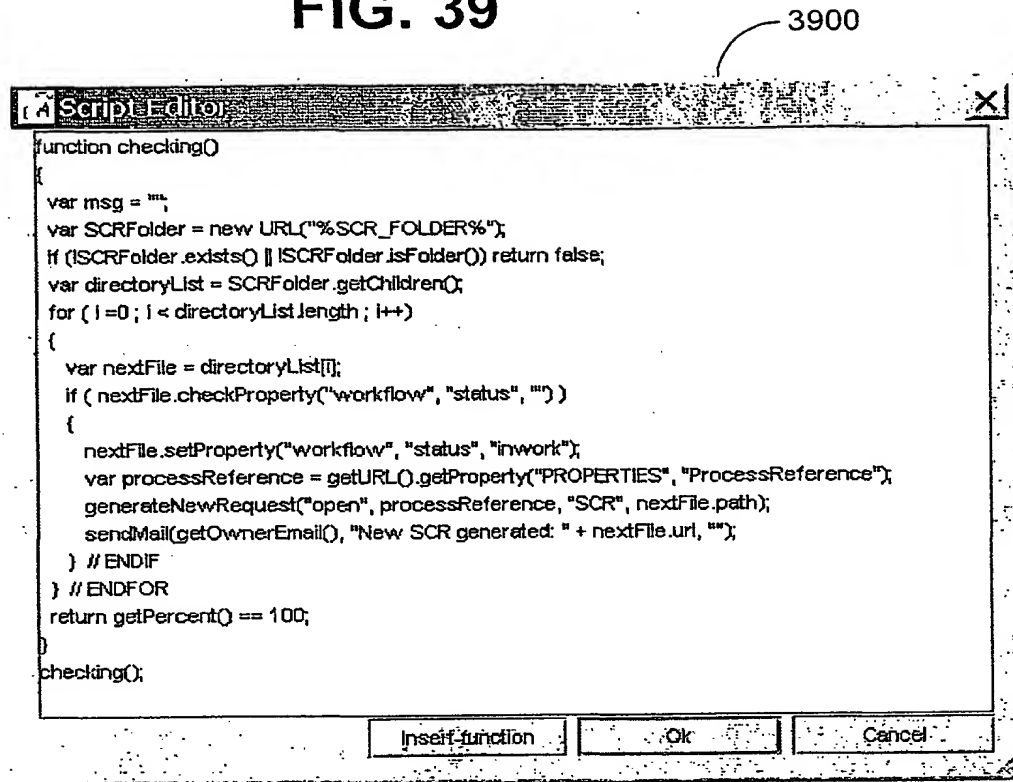 FIG. 39
3900
Script Editor
function checking()
{
var msg = "";
var SCRFolder = new URL("%SCR_FOLDER%");
if (!SCRFolder.exists() || !SCRFolder.isFolder()) return false;
var directoryList = SCRFolder.getChildren();
for ( i =0 ; i < directoryList.length ; i++)
{
var nextFile = directoryList[i];
if ( nextFile.checkProperty("workflow", "status", "") )
{
nextFile.setProperty("workflow", "status", "inwork");
var processReference = getURL().getProperty("PROPERTIES", "ProcessReference");
generateNewRequest("open", processReference, "SCR", nextFile.path);
sendMail(getOwnerEmail(), "New SCR generated: " + nextFile.url, "");
} // ENDIF
} // ENDFOR
return getPercent() == 100;
}
checking();
Insert function
Ok
Cancel